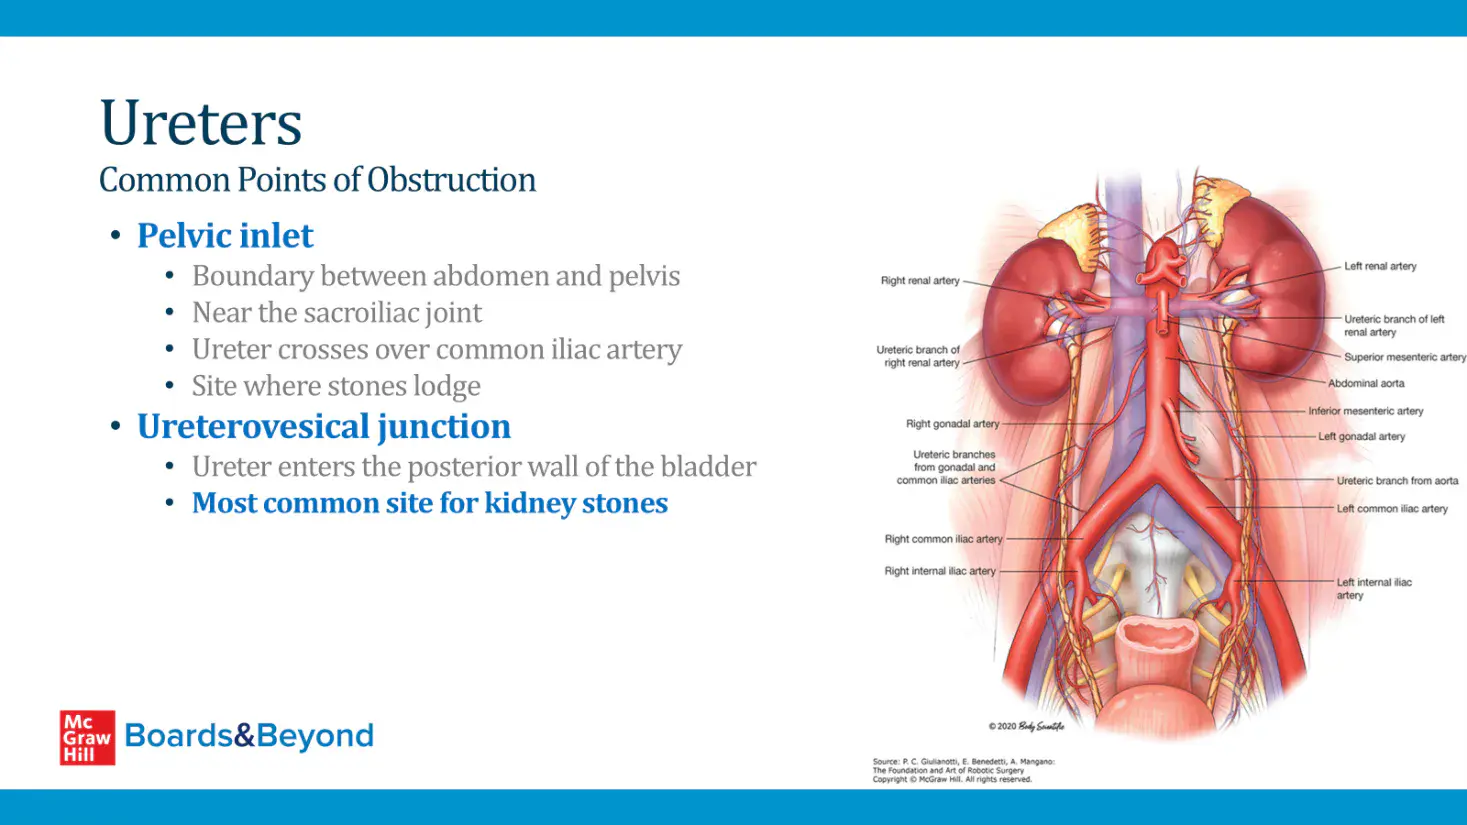 Ureters
Common Points of Obstruction
• Pelvic inlet
• Boundary between abdomen and pelvis
• Near the sacroiliac joint
• Ureter crosses over common iliac artery
• Site where stones lodge
• Ureterovesical junction
• Ureter enters the posterior wall of the bladder
• Most common site for kidney stones
Right renal artery
Ureteric branch of
right renal artery
Right gonadal artery
Ureteric branches
from gonadal and
common iliac arteries
Right common iliac artery
Right internal iliac artery
Left renal artery
Ureteric branch of left
renal artery
Superior mesenteric artery
Abdominal aorta
Inferior mesenteric artery
Left gonadal artery
Ureteric branch from aorta
Left common iliac artery
Left internal iliac
artery
© 2020 Body Scientific
Source: P. C. Giulianotti, E. Benedetti, A. Mangano:
The Foundation and Art of Robotic Surgery
Copyright © McGraw Hill. All rights reserved.
Mc
Graw
Hill
Boards&Beyond